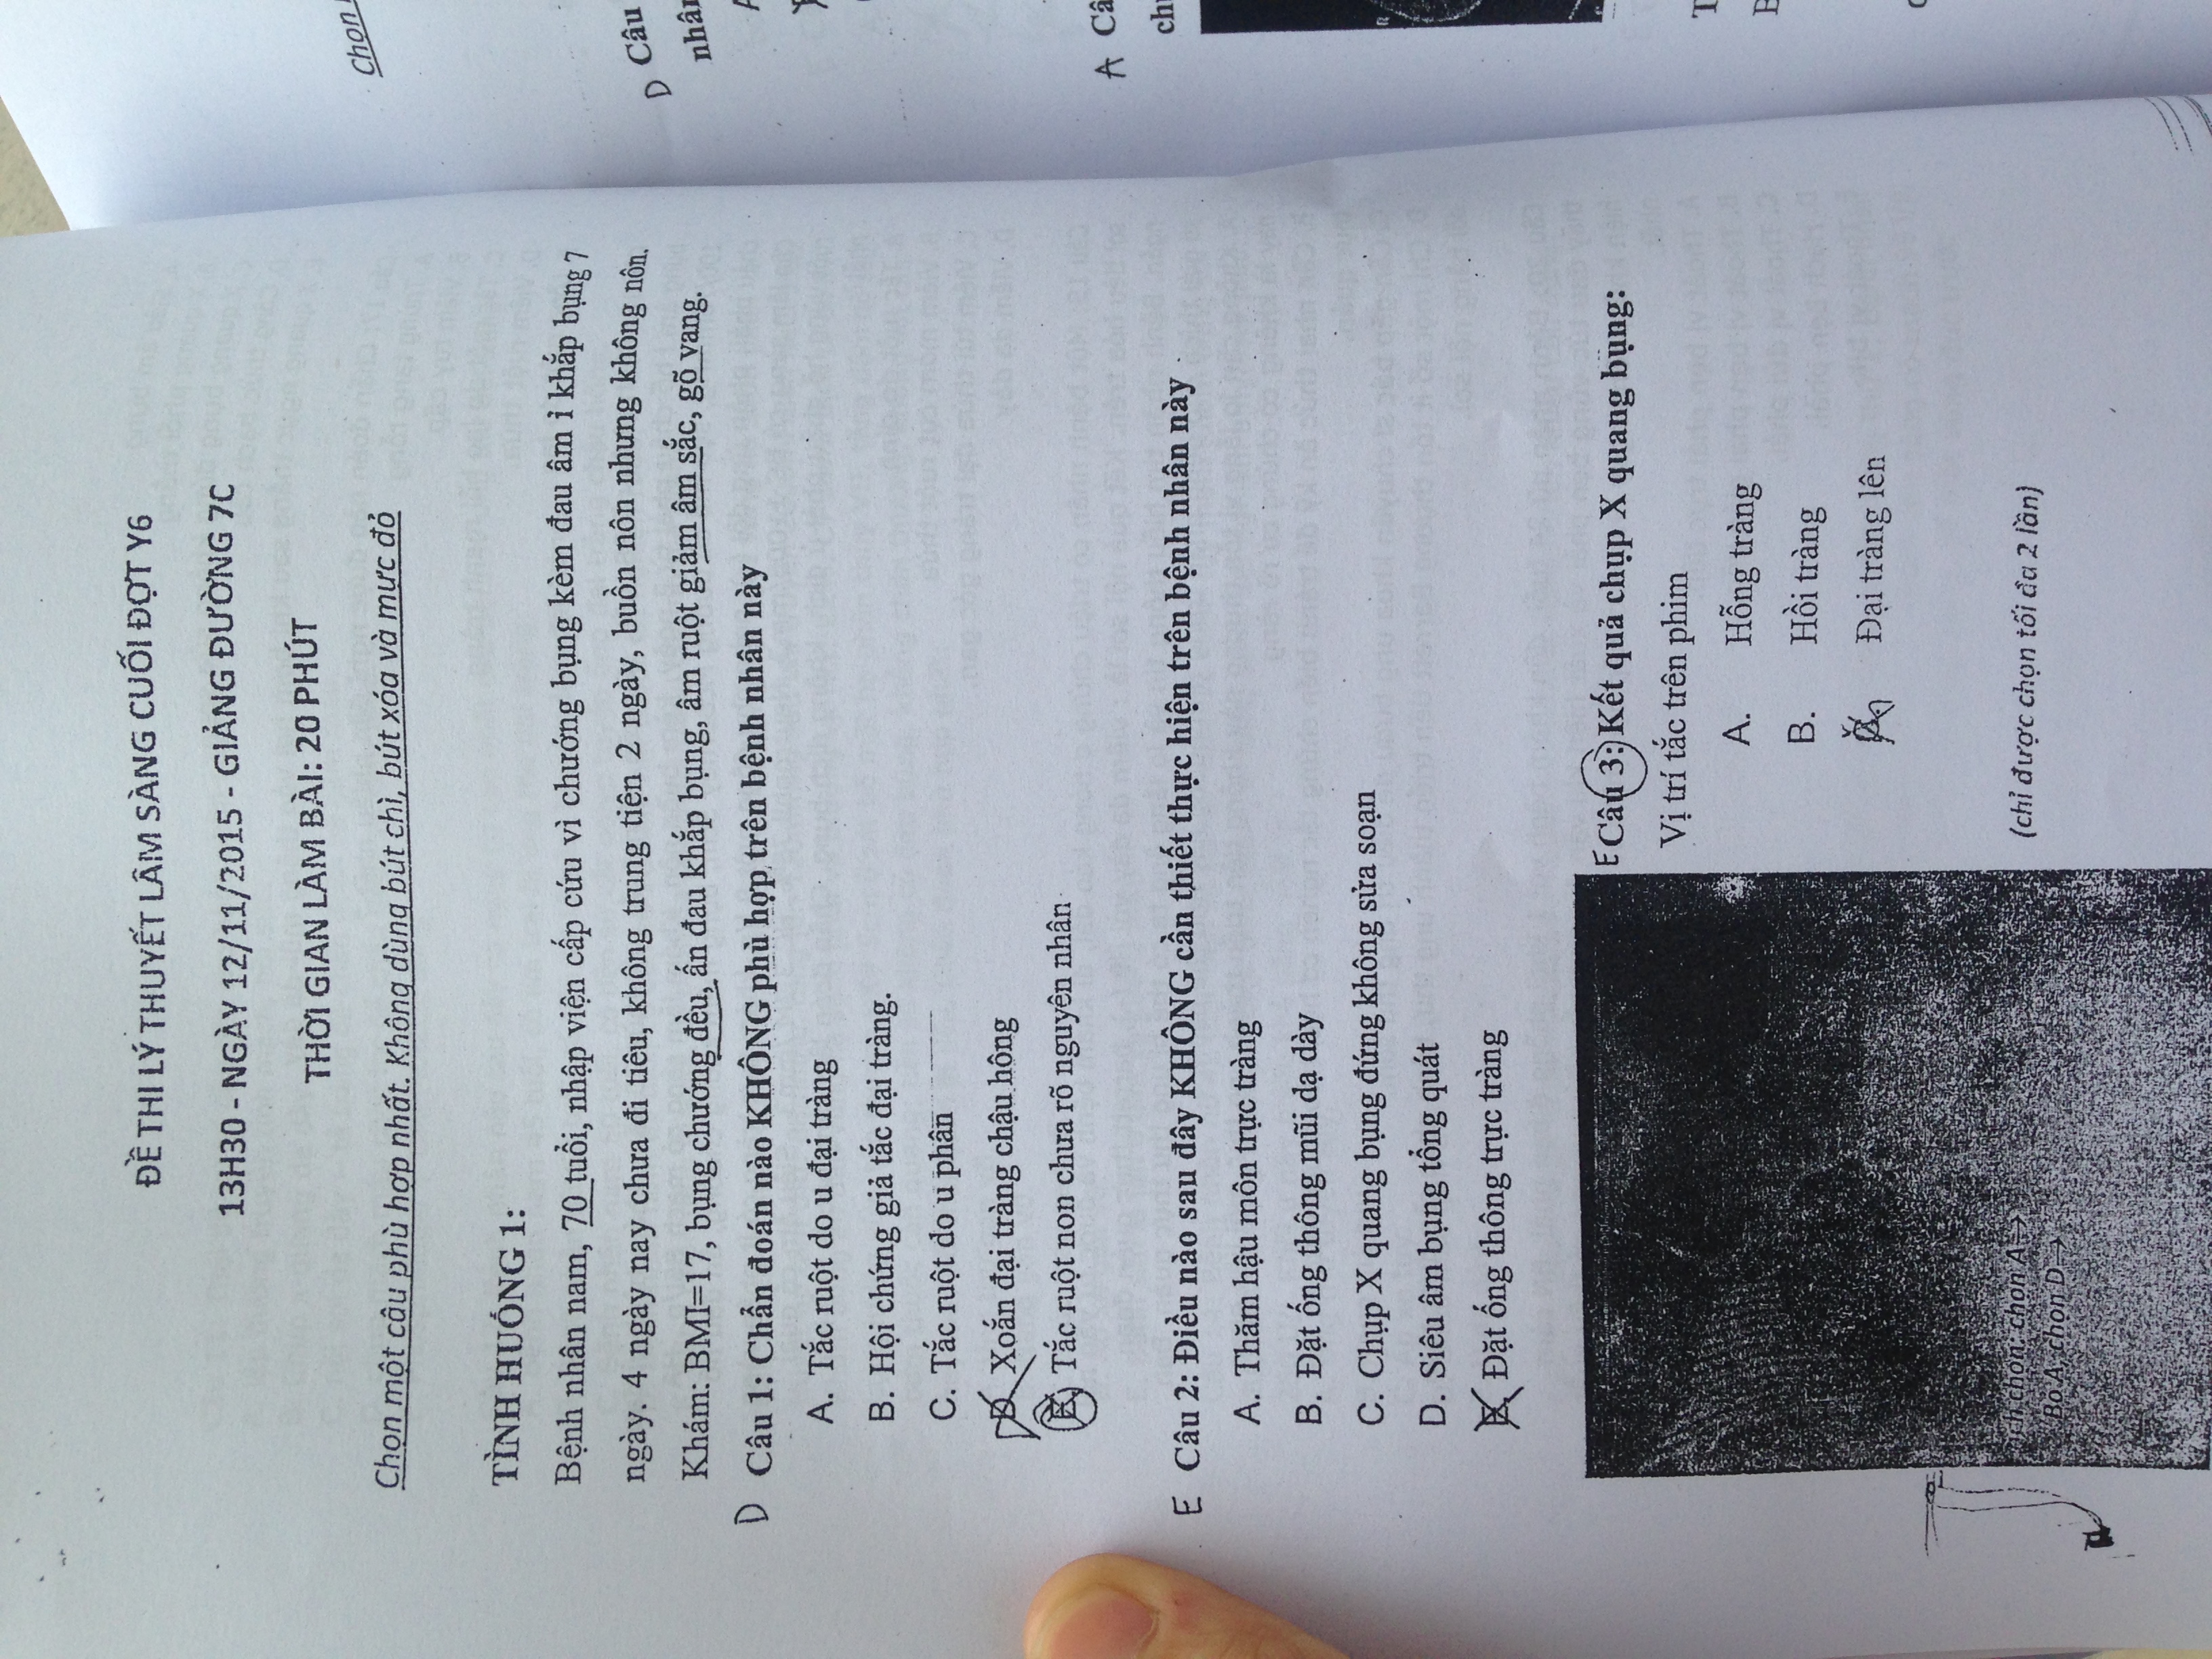 ĐỀ THI LÝ THUYẾT LÂM SÀNG CUỐI ĐỢT Y6
13H30 - NGÀY 12/11/2015 - GIẢNG ĐƯỜNG 7C
THỜI GIAN LÀM BÀI: 20 PHÚT
Chọn một câu phù hợp nhất. Không dùng bút chì, bút xóa và mực đỏ
Chọn
TÌNH HUỐNG 1:
Bệnh nhân nam, 70 tuổi, nhập viện cấp cứu vì chướng bụng kèm đau âm ỉ khắp bụng 7
ngày. 4 ngày nay chưa đi tiêu, không trung tiện 2 ngày, buồn nôn nhưng không nôn.
Khám: BMI=17, bụng chướng đều, ấn đau khắp bụng, âm ruột giảm âm sắc, gõ vang.
D Câu
D Câu 1: Chẩn đoán nào KHÔNG phù hợp trên bệnh nhân này
A. Tắc ruột do u đại tràng
B. Hội chứng giả tắc đại tràng.
C. Tắc ruột do u phân
D. Xoắn đại tràng chậu hông
E. Tắc ruột non chưa rõ nguyên nhân
A
E Câu 2: Điều nào sau đây KHÔNG cần thiết thực hiện trên bệnh nhân này
A. Thăm hậu môn trực tràng
B. Đặt ống thông mũi dạ dày
C. Chụp X quang bụng đứng không sửa soạn
D. Siêu âm bụng tổng quát
E. Đặt ống thông trực tràng
E Câu 3: Kết quả chụp X quang bụng:
Vị trí tắc trên phim
A. Hỗng tràng
B. Hồi tràng
C. Đại tràng lên
ch chọn: chọn A→
(chỉ được chọn tối đa 2 lần)
Bỏ A, chọn D→